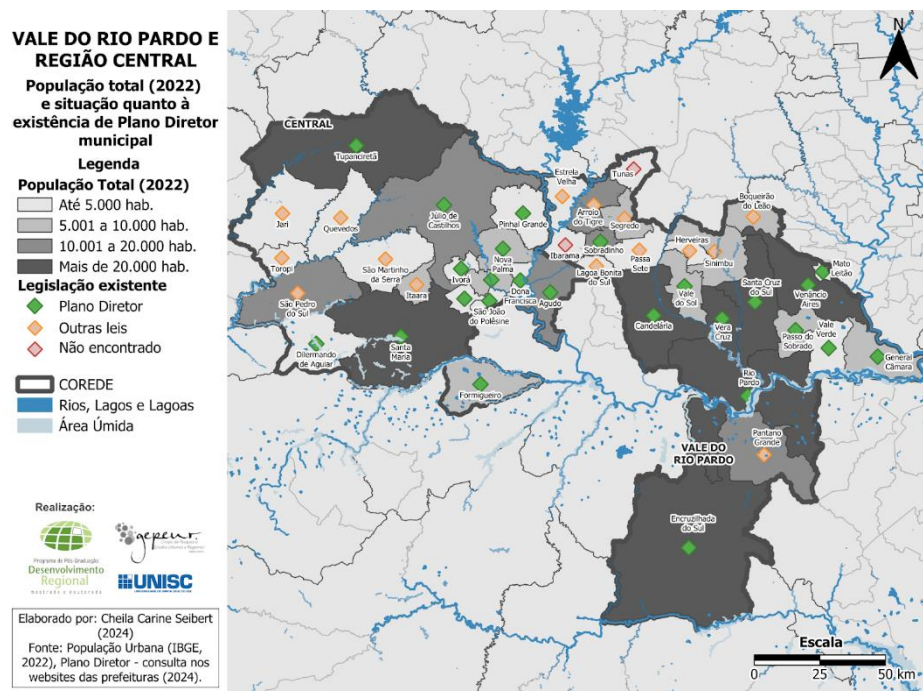 VALE DO RIO PARDO E
REGIÃO CENTRAL
População total (2022)
e situação quanto à
existência de Plano Diretor
municipal
Legenda
População Total (2022)
Até 5.000 hab.
5.001 a 10.000 hab.
10.001 a 20.000 hab.
Mais de 20.000 hab.
Legislação existente
Plano Diretor
Outras leis
Não encontrado
COREDE
Rios, Lagos e Lagoas
Área Úmida
Realização:
Programa de Pós-Graduação
Desenvolvimento
Regional
mestrado e doutorado
gepeur
UNISC
Elaborado por: Cheila Carine Seibert
(2024)
Fonte: População Urbana (IBGE,
2022), Plano Diretor - consulta nos
websites das prefeituras (2024).
N
CENTRAL
Tupanciretã
Jari
Quevedos
Júlio de
Castilhos
Pinhal Grande
Estrela
Velha
Tunas
Arroio
do Tigre
Segredo
Boqueirão
do Leão
Toropi
São Martinho
da Serra
Nova
Palma
Ibarama
Sobradinho
Passa
Sete
Herveiras
Sinimbu
Mato
Leitão
Ivorá
Itaara
Dona
Francisca
Agudo
Lagoa Bonita
do Sul
Vale
do Sol
Santa Cruz
do Sul
Venâncio
Aires
São Pedro
do Sul
São João
do Polêsine
Candelária
Vera
Cruz
Passo do
Sobrado
Vale
Verde
Dilermando
de Aguiar
Santa
Maria
General
Câmara
Formigueiro
Rio
Pardo
VALE DO
RIO PARDO
Pantano
Grande
Encruzilhada
do Sul
Escala
0 25 50 km